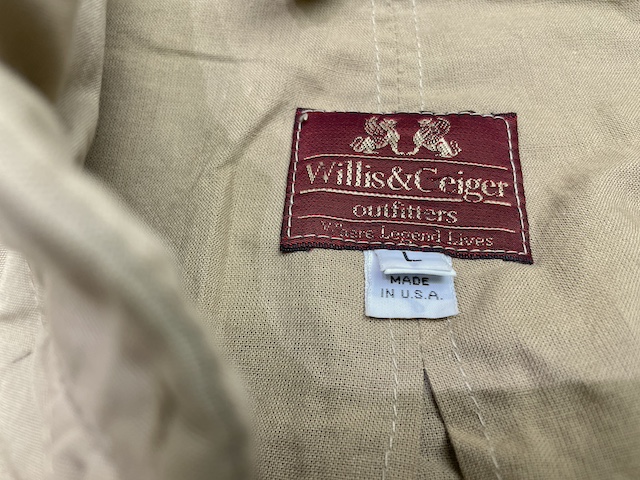 Willis&Geiger
outfitters
Where Legend Lives
L
MADE
IN U.S.A.